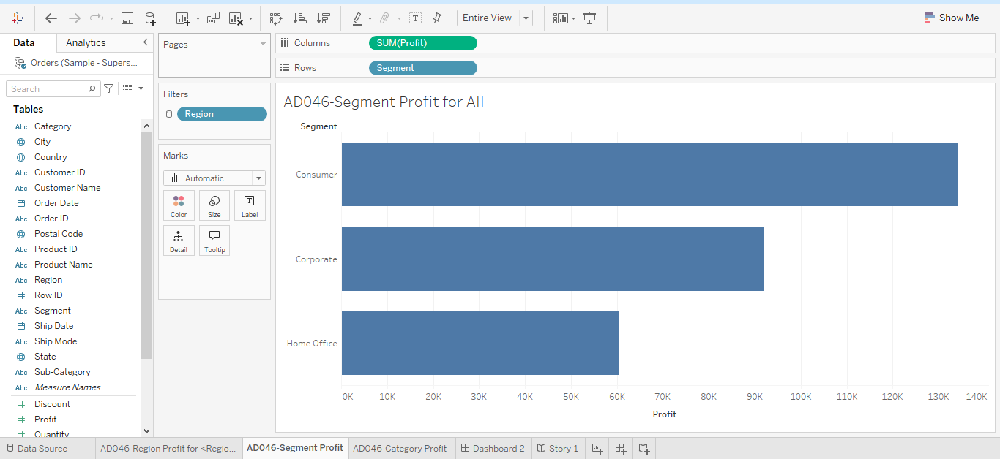 Entire View
Show Me
Data
Analytics
Orders (Sample - Supers...
Search
Tables
Abc Category
City
Country
Abc Customer ID
Abc Customer Name
Order Date
Abc Order ID
Postal Code
Abc Product ID
Abc Product Name
Abc Region
# Row ID
Abc Segment
Ship Date
Abc Ship Mode
State
Abc Sub-Category
Abc Measure Names
# Discount
# Profit
# Quantity
Pages
Filters
Region
Marks
Automatic
Color Size Label
Detail Tooltip
Columns SUM(Profit)
Rows Segment
AD046-Segment Profit for All
Segment
Consumer
Corporate
Home Office
0K 10K 20K 30K 40K 50K 60K 70K 80K 90K 100K 110K 120K 130K 140K
Profit
Data Source AD046-Region Profit for <Regio... AD046-Segment Profit AD046-Category Profit Dashboard 2 Story 1